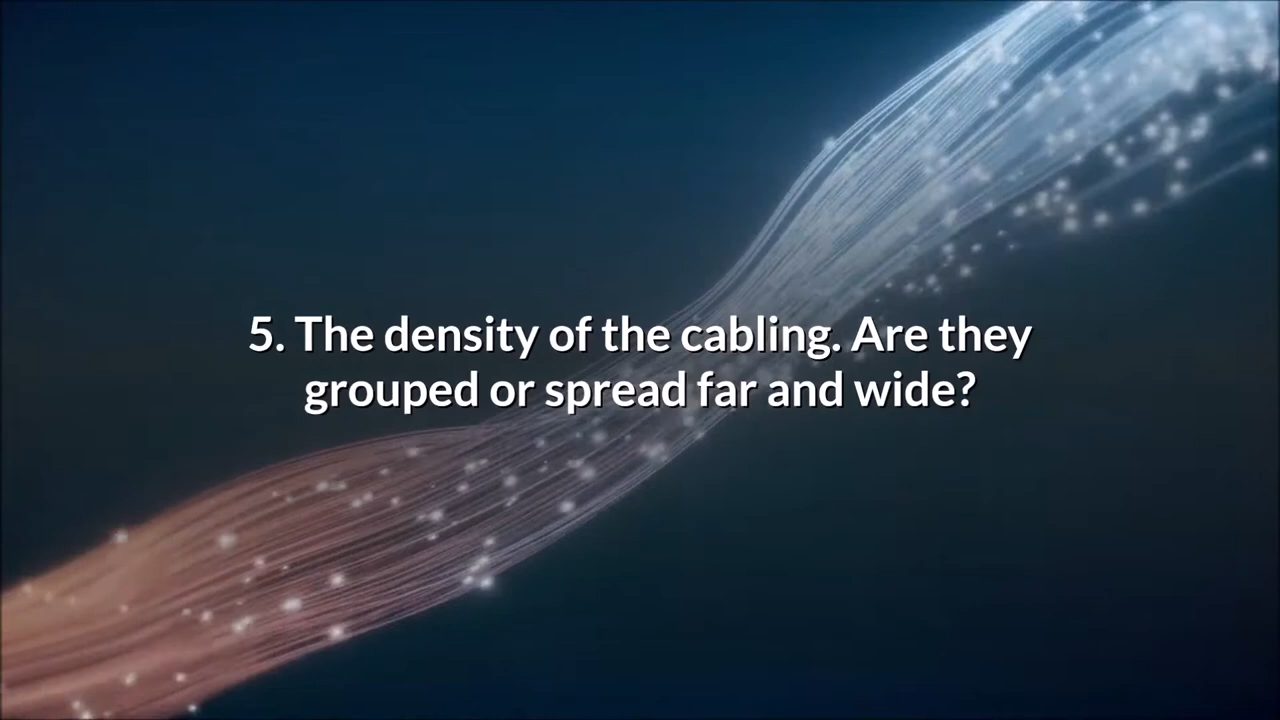 5. The density of the cabling. Are they
grouped or spread far and wide?